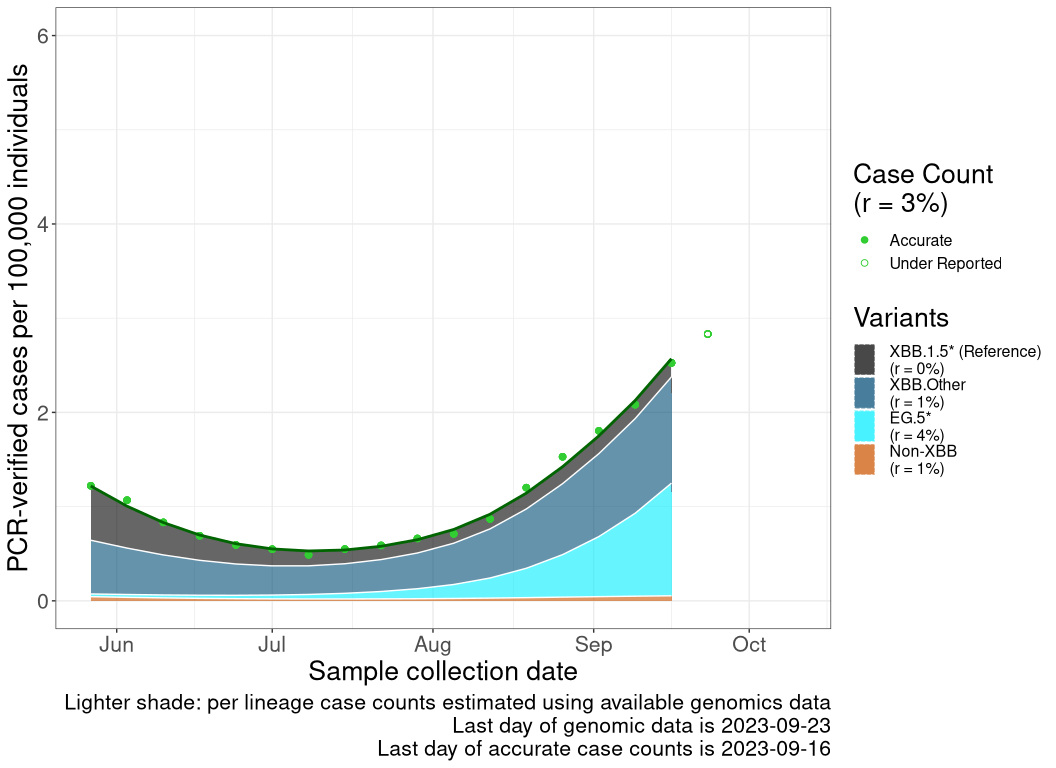 6
4
2
0
PCR-verified cases per 100,000 individuals
Jun Jul Aug Sep Oct
Sample collection date
Lighter shade: per lineage case counts estimated using available genomics data
Last day of genomic data is 2023-09-23
Last day of accurate case counts is 2023-09-16
Case Count
(r = 3%)
Accurate
Under Reported
Variants
XBB.1.5* (Reference)
(r = 0%)
XBB.Other
(r = 1%)
EG.5*
(r = 4%)
Non-XBB
(r = 1%)